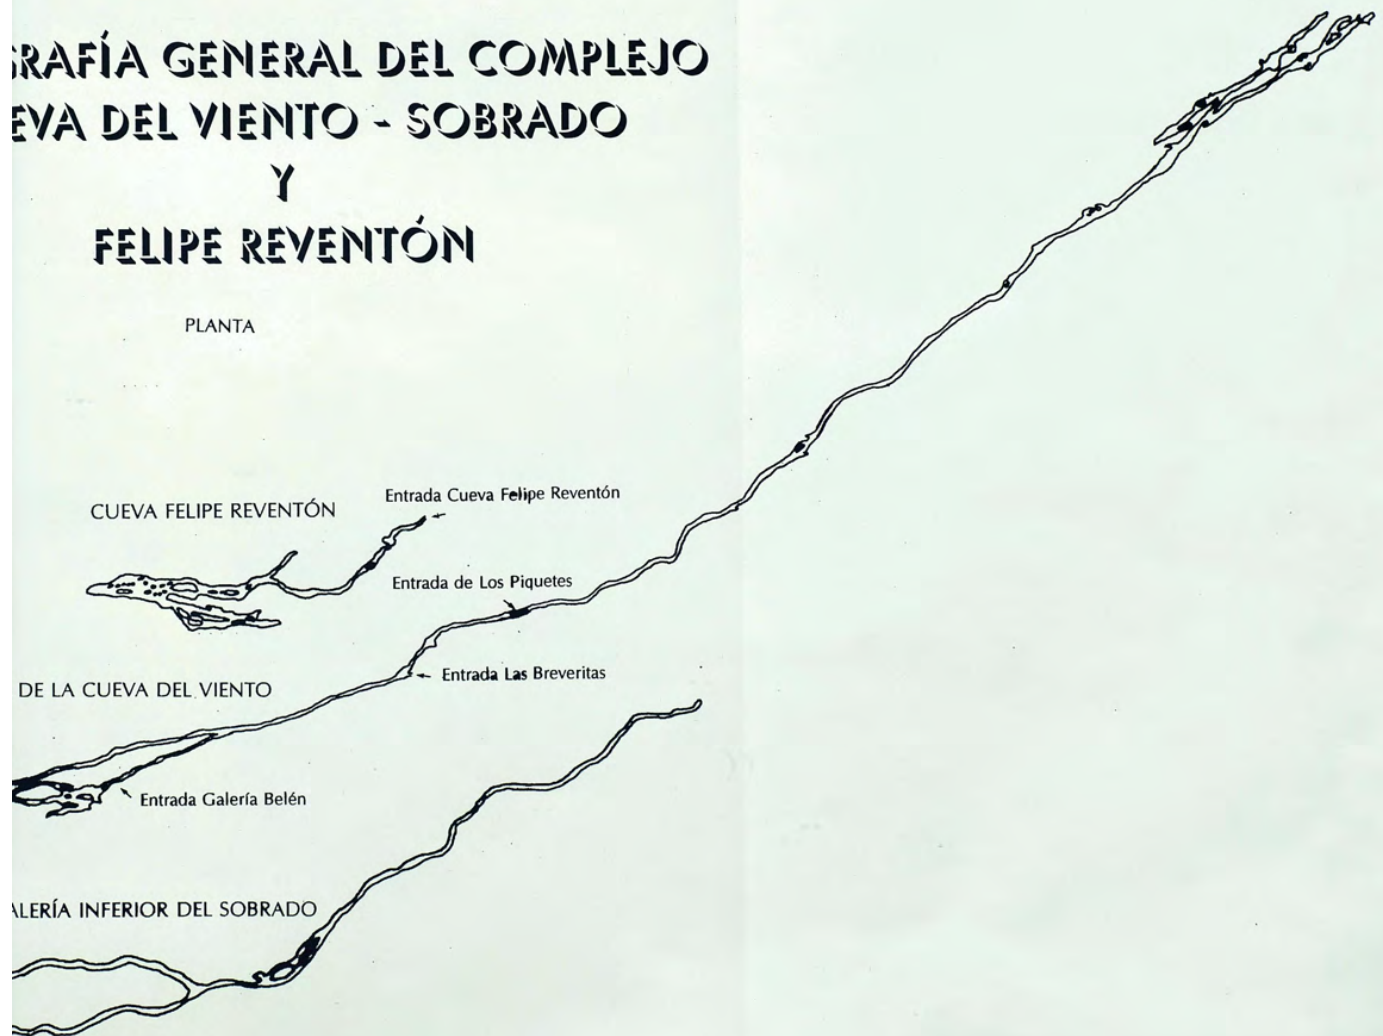 RAFÍA GENERAL DEL COMPLEJO
EVA DEL VIENTO - SOBRADO
Y
FELIPE REVENTÓN
PLANTA
CUEVA FELIPE REVENTÓN
Entrada Cueva Felipe Reventón
Entrada de Los Piquetes
Entrada Las Breveritas
DE LA CUEVA DEL VIENTO
Entrada Galería Belén
ALERÍA INFERIOR DEL SOBRADO